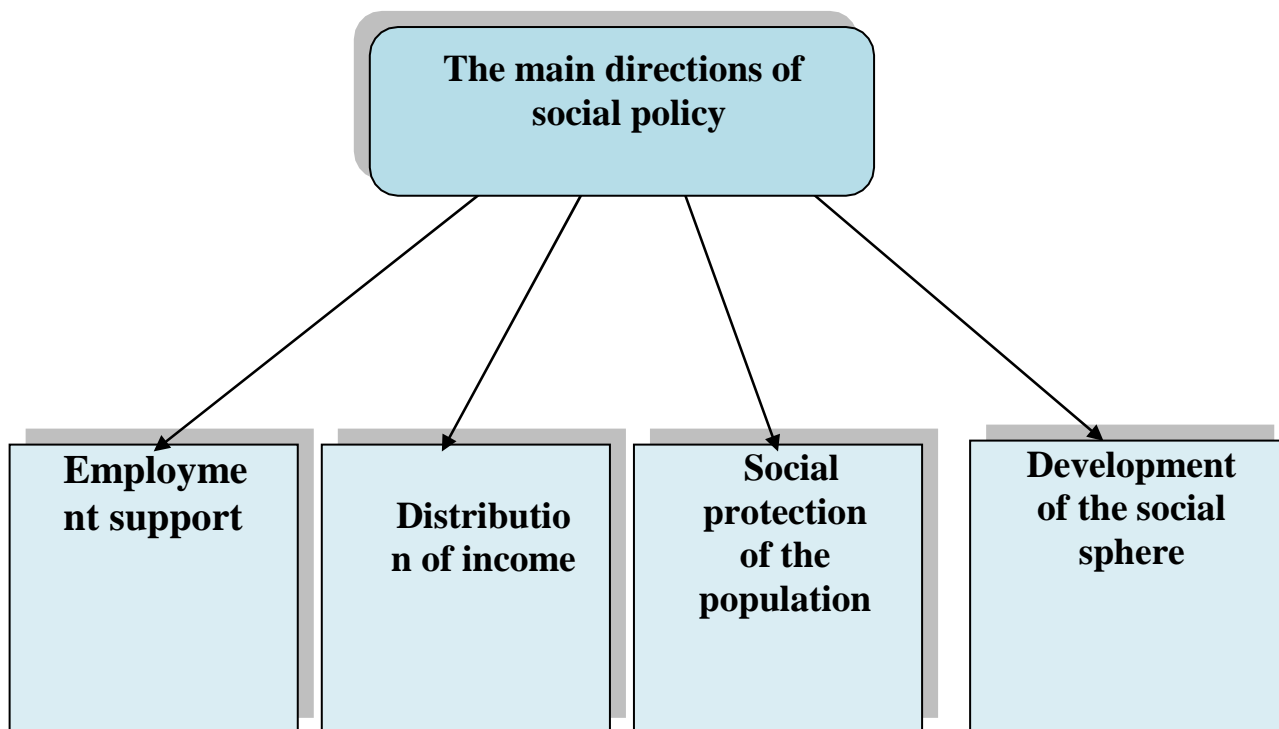 The main directions of
social policy
Employme
nt support
Distributio
n of income
Social
protection
of the
population
Development
of the social
sphere